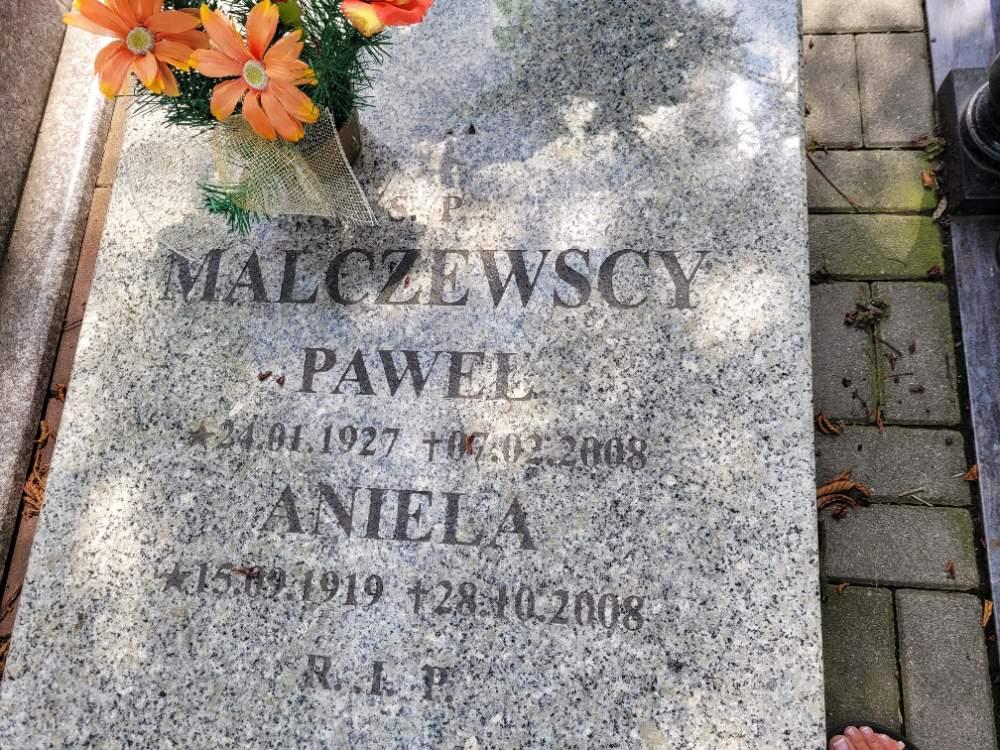 Ś. P.
MALCZEWSCY
PAWEŁ
★24.01.1927 †07.02.2008
ANIELA
★15.09.1919 †28.10.2008
R. I. P.